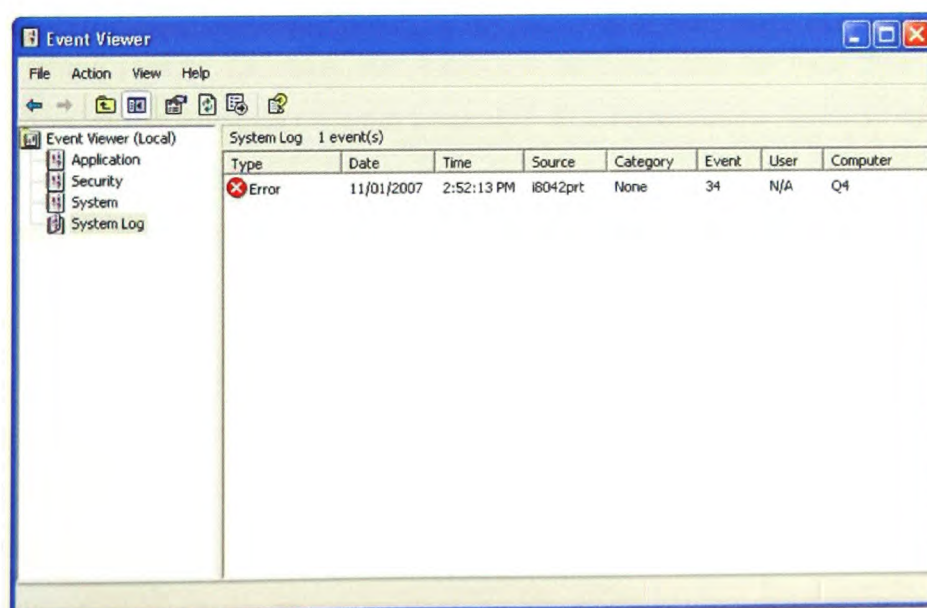 Event Viewer
File Action View Help
Event Viewer (Local)
Application
Security
System
System Log
System Log 1 event(s)
Type Date Time Source Category Event User Computer
Error 11/01/2007 2:52:13 PM i8042prt None 34 N/A Q4